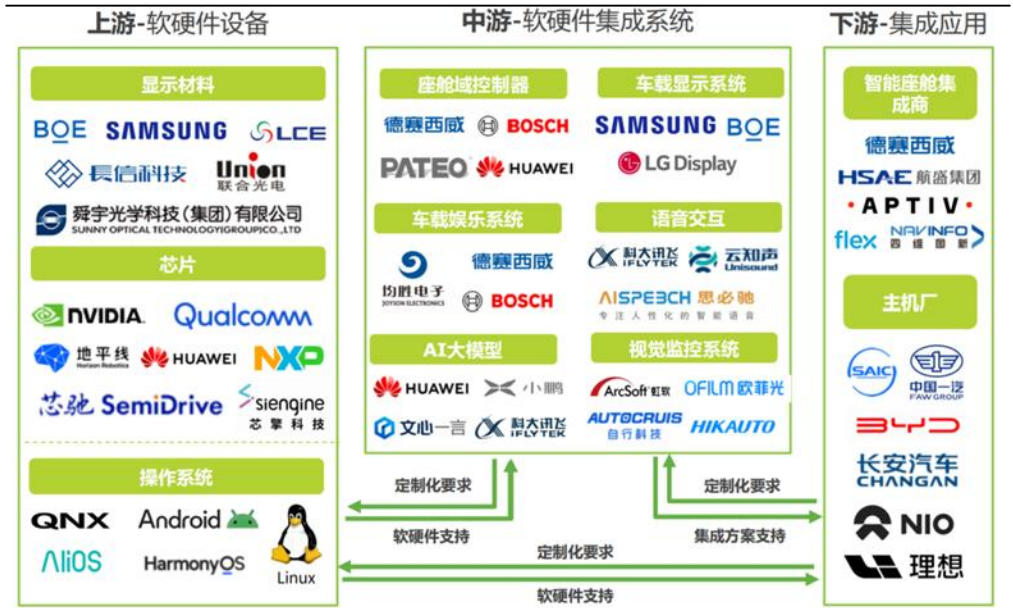 上游-软硬件设备
显示材料
BOE SAMSUNG LCE
長信科技 Union
联合光电
舜宇光学科技(集团)有限公司
SUNNY OPTICAL TECHNOLOGY(GROUP)CO.,LTD
芯片
NVIDIA. Qualcomm
地平线 Horizon Robotics HUAWEI NXP
芯驰 SemiDrive Siengine
芯擎科技
操作系统
QNX Android
AliOS HarmonyOS Linux
中游-软硬件集成系统
座舱域控制器
德赛西威 BOSCH
PATEO HUAWEI
车载显示系统
SAMSUNG BOE
LG Display
车载娱乐系统
德赛西威
均胜电子
JOYSON ELECTRONICS
BOSCH
语音交互
科大讯飞 iFLYTEK 云知声 Unisound
AISPEECH 思必驰
专注人性化的智能语音
AI大模型
HUAWEI 小鹏
文心一言 科大讯飞 iFLYTEK
视觉监控系统
ArcSoft 虹软 OFILM 欧菲光
AUTOCRUIS
自行科技
HIKAUTO
定制化要求
软硬件支持
定制化要求
集成方案支持
定制化要求
软硬件支持
下游-集成应用
智能座舱集
成商
德赛西威
HSAE 航盛集团
·APTIV·
flex NAVINFO
四维图新
主机厂
SAIC 中国一汽
FAW GROUP
BYD
长安汽车
CHANGAN
NIO
理想